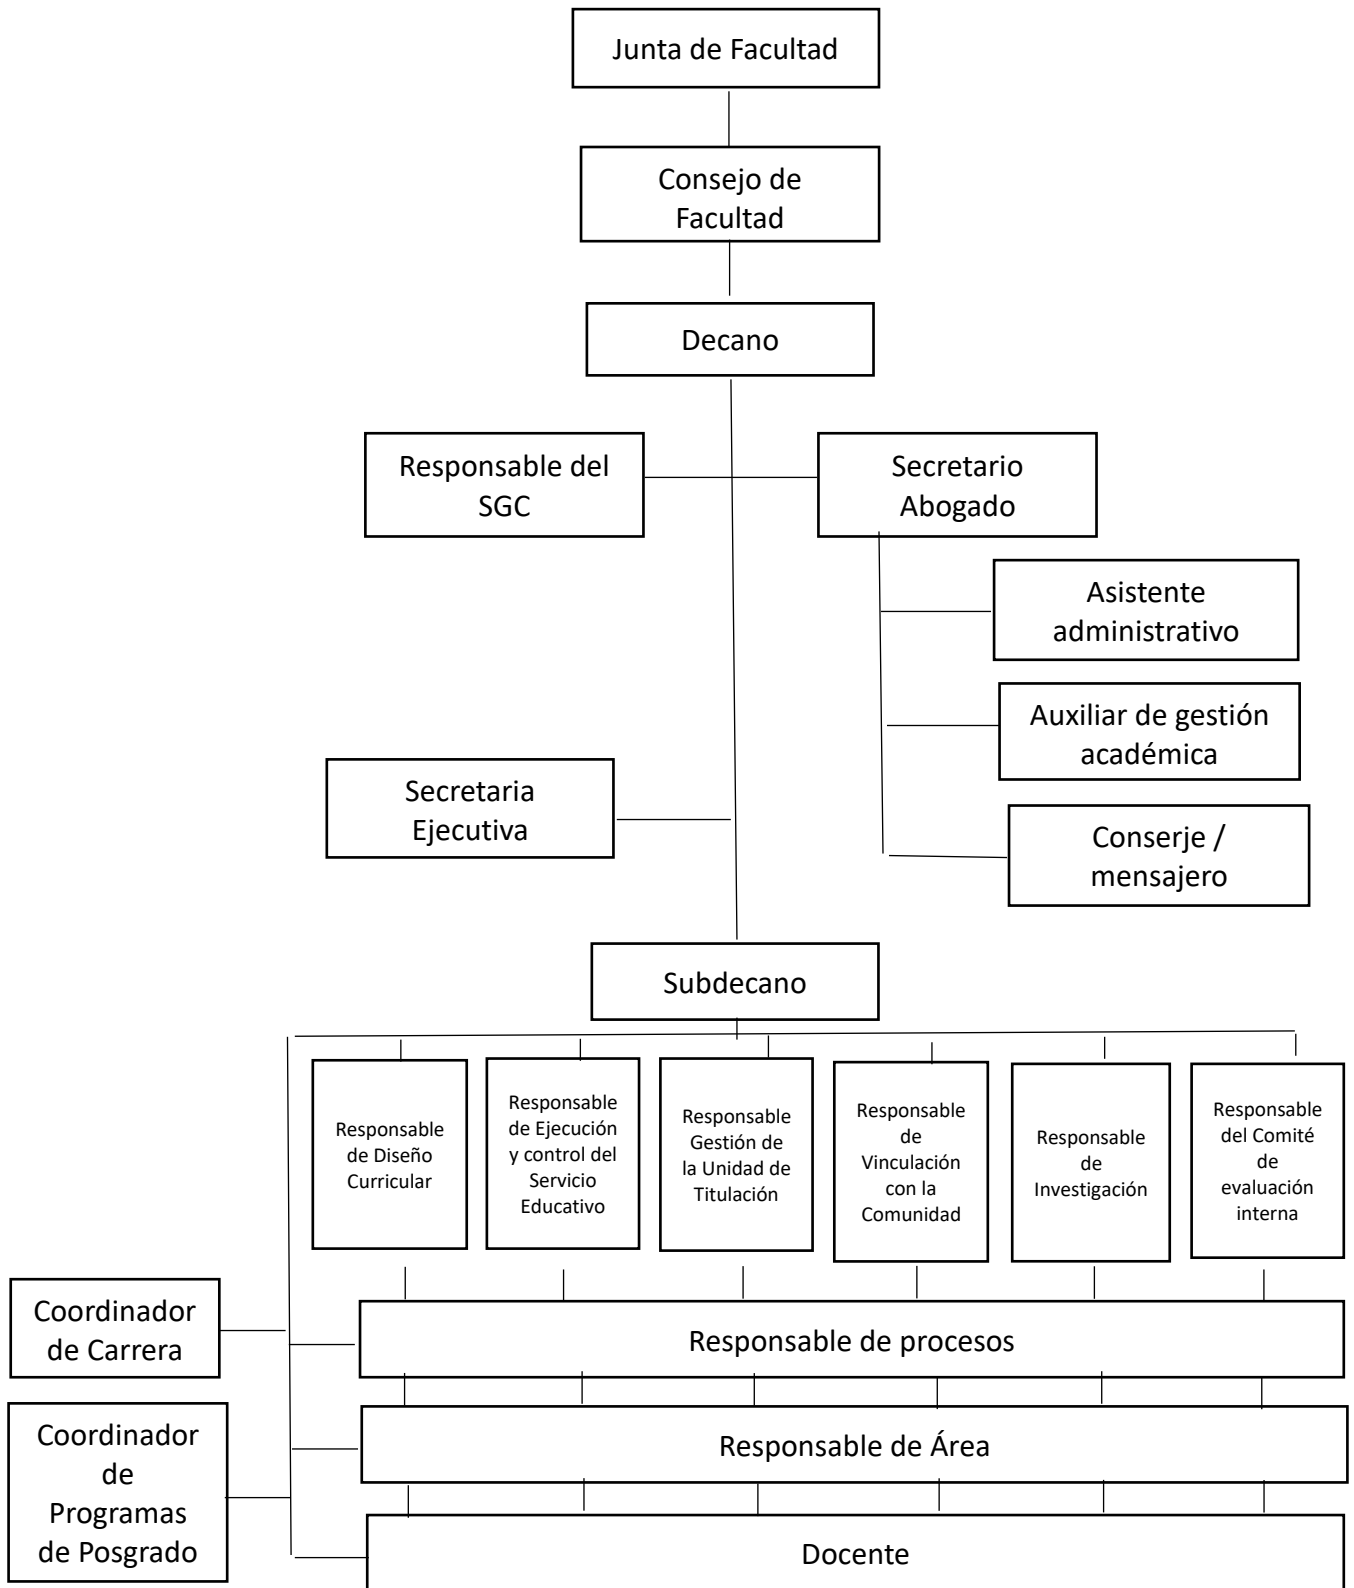 Junta de Facultad
Consejo de
Facultad
Decano
Responsable del
SGC
Secretario
Abogado
Asistente
administrativo
Auxiliar de gestión
académica
Secretaria
Ejecutiva
Conserje /
mensajero
Subdecano
Responsable
de Diseño
Curricular
Responsable
de Ejecución
y control del
Servicio
Educativo
Responsable
Gestión de
la Unidad de
Titulación
Responsable
de
Vinculación
con la
Comunidad
Responsable
de
Investigación
Responsable
del Comité
de
evaluación
interna
Coordinador
de Carrera
Responsable de procesos
Coordinador
de
Programas
de Posgrado
Responsable de Área
Docente